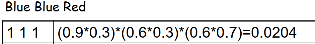 Blue Blue Red
1 1 1 (0.9*0.3)*(0.6*0.3)*(0.6*0.7)=0.0204